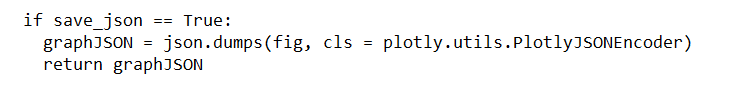 if save_json == True:
  graphJSON = json.dumps(fig, cls = plotly.utils.PlotlyJSONEncoder)
  return graphJSON